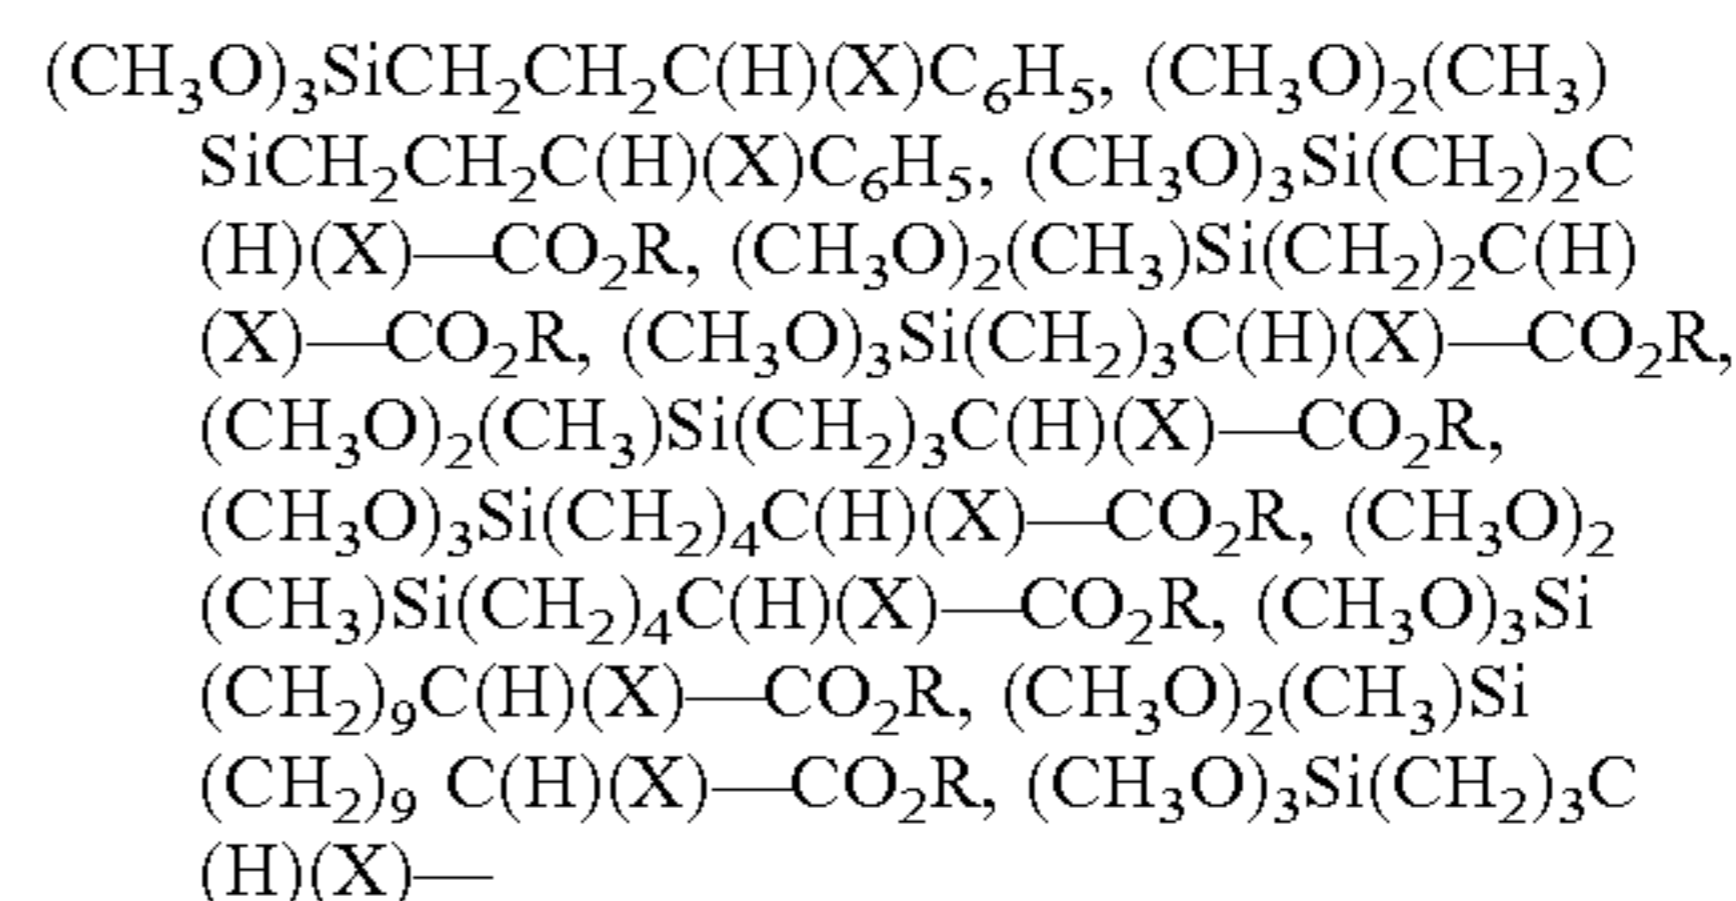 (CH₃O)₃SiCH₂CH₂C(H)(X)C₆H₅, (CH₃O)₂(CH₃)
SiCH₂CH₂C(H)(X)C₆H₅, (CH₃O)₃Si(CH₂)₂C
(H)(X)—CO₂R, (CH₃O)₂(CH₃)Si(CH₂)₂C(H)
(X)—CO₂R, (CH₃O)₃Si(CH₂)₃C(H)(X)—CO₂R,
(CH₃O)₂(CH₃)Si(CH₂)₃C(H)(X)—CO₂R,
(CH₃O)₃Si(CH₂)₄C(H)(X)—CO₂R, (CH₃O)₂
(CH₃)Si(CH₂)₄C(H)(X)—CO₂R, (CH₃O)₃Si
(CH₂)₉C(H)(X)—CO₂R, (CH₃O)₂(CH₃)Si
(CH₂)₉ C(H)(X)—CO₂R, (CH₃O)₃Si(CH₂)₃C
(H)(X)—